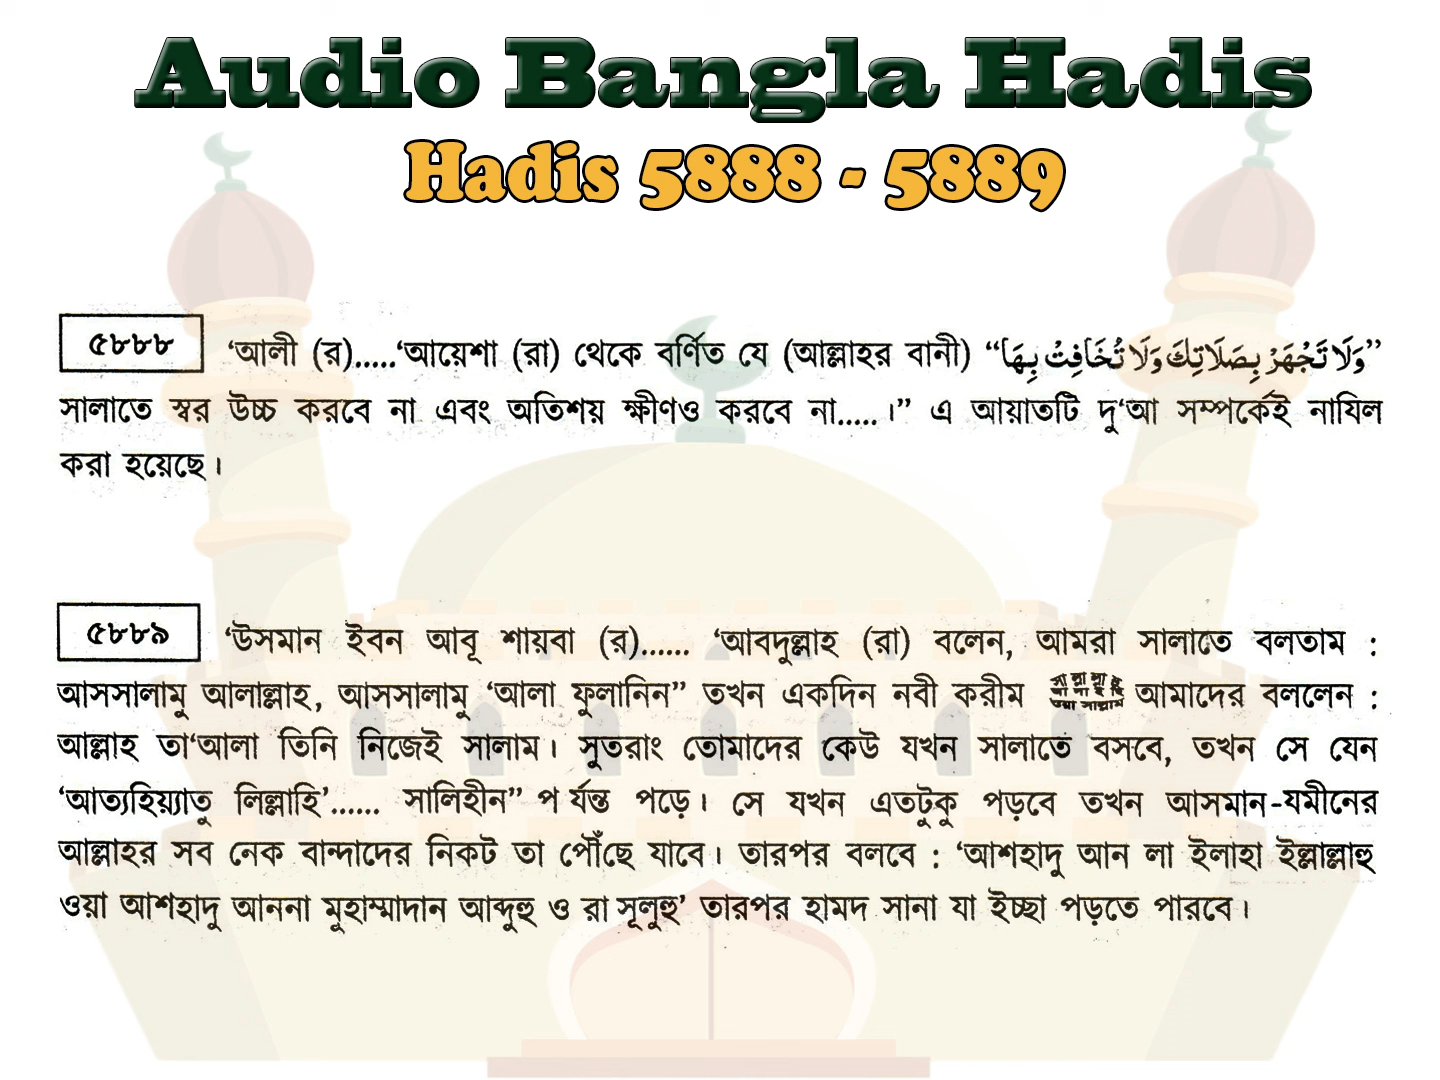 Audio Bangla Hadis
Hadis 5888 - 5889
৫৮৮৮ ‘আলী (র).....‘আয়েশা (রা) থেকে বর্ণিত যে (আল্লাহর বানী) “وَلَا تَجْهَرْ بِصَلَاتِكَ وَلَا تُخَافِتْ بِهَا”
সালাতে স্বর উচ্চ করবে না এবং অতিশয় ক্ষীণও করবে না.....।” এ আয়াতটি দু‘আ সম্পর্কেই নাযিল
করা হয়েছে।
৫৮৮৯ ‘উসমান ইবন আবূ শায়বা (র)...... ‘আবদুল্লাহ (রা) বলেন, আমরা সালাতে বলতাম :
আসসালামু আলাল্লাহ, আসসালামু ‘আলা ফুলানিন” তখন একদিন নবী করীম সাল্লাল্লাহু আলাইহি ওয়া সাল্লাম আমাদের বললেন :
আল্লাহ তা‘আলা তিনি নিজেই সালাম। সুতরাং তোমাদের কেউ যখন সালাতে বসবে, তখন সে যেন
‘আত্যহিয়্যাতু লিল্লাহি’...... সালিহীন” প র্যন্ত পড়ে। সে যখন এতটুকু পড়বে তখন আসমান-যমীনের
আল্লাহর সব নেক বান্দাদের নিকট তা পৌঁছে যাবে। তারপর বলবে : ‘আশহাদু আন লা ইলাহা ইল্লাল্লাহু
ওয়া আশহাদু আননা মুহাম্মাদান আব্দুহু ও রা সূলুহু’ তারপর হামদ সানা যা ইচ্ছা পড়তে পারবে।